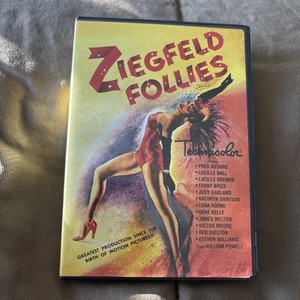 ZIEGFELD
FOLLIES
Technicolor
FRED ASTAIRE
LUCILLE BALL
LUCILLE BREMER
FANNY BRICE
JUDY GARLAND
KATHRYN GRAYSON
LENA HORNE
GENE KELLY
JAMES MELTON
VICTOR MOORE
RED SKELTON
ESTHER WILLIAMS
and WILLIAM POWELL
GREATEST PRODUCTION SINCE
BIRTH OF MOTION PICTURES!